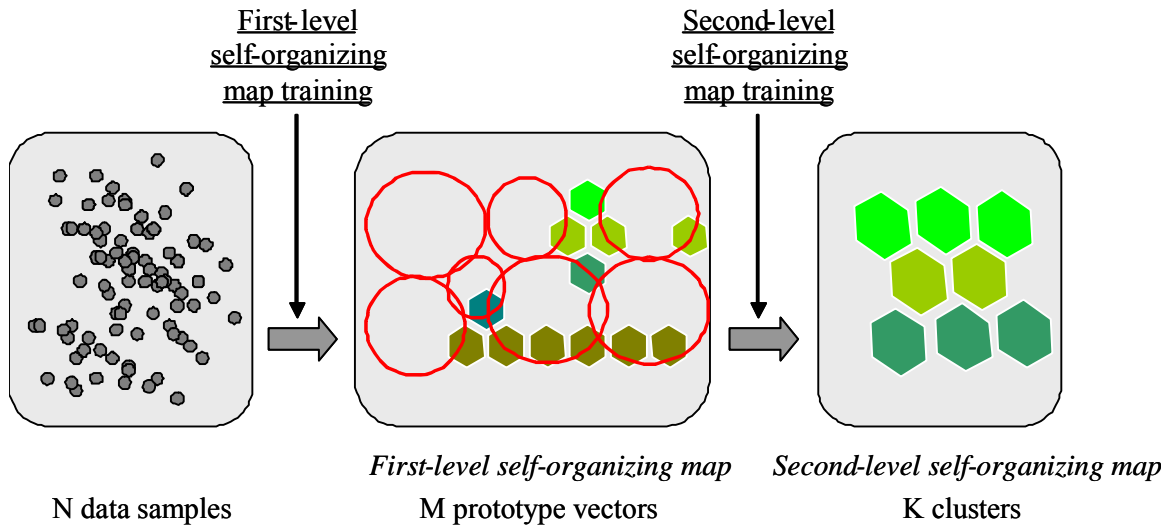 First-level
self-organizing
map training
Second-level
self-organizing
map training
First-level self-organizing map
Second-level self-organizing map
N data samples
M prototype vectors
K clusters